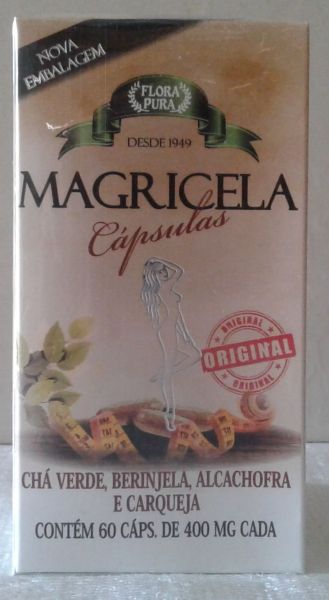 NOVA
EMBALAGEM
FLORA
PURA
DESDE 1949
MAGRICELA
Cápsulas
ORIGINAL
ORIGINAL
ORIGINAL
CHÁ VERDE, BERINJELA, ALCACHOFRA
E CARQUEJA
CONTÉM 60 CÁPS. DE 400 MG CADA